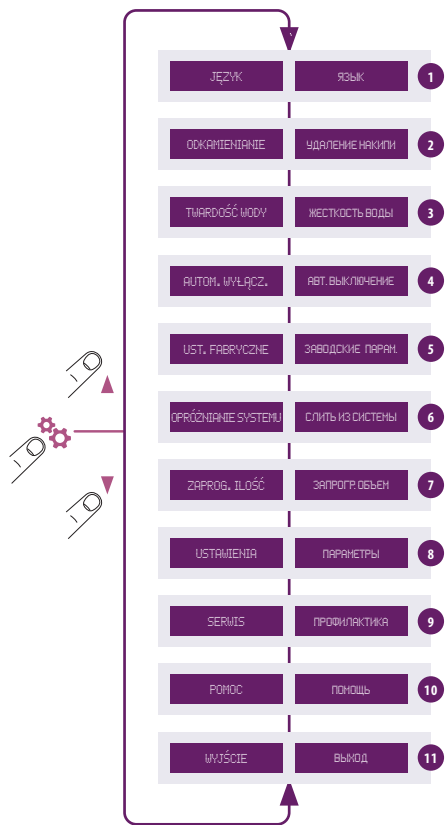 JĘZYK ЯЗЫК 1
ODKAMIENIANIE УДАЛЕНИЕ НАКИПИ 2
TWARDOŚĆ WODY ЖЕСТКОСТЬ ВОДЫ 3
AUTOM. WYŁĄCZ. АВТ. ВЫКЛЮЧЕНИЕ 4
UST. FABRYCZNE ЗАВОДСКИЕ ПАРАМ. 5
OPRÓŻNIANIE SYSTEMU СЛИТЬ ИЗ СИСТЕМЫ 6
ZAPROG. ILOŚĆ ЗАПРОГР. ОБЪЕМ 7
USTAWIENIA ПАРАМЕТРЫ 8
SERWIS ПРОФИЛАКТИКА 9
POMOC ПОМОЩЬ 10
WYJŚCIE ВЫХОД 11